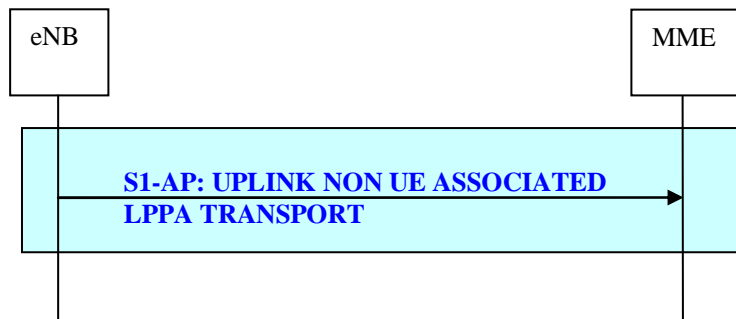 eNB
MME
S1-AP: UPLINK NON UE ASSOCIATED
LPPA TRANSPORT